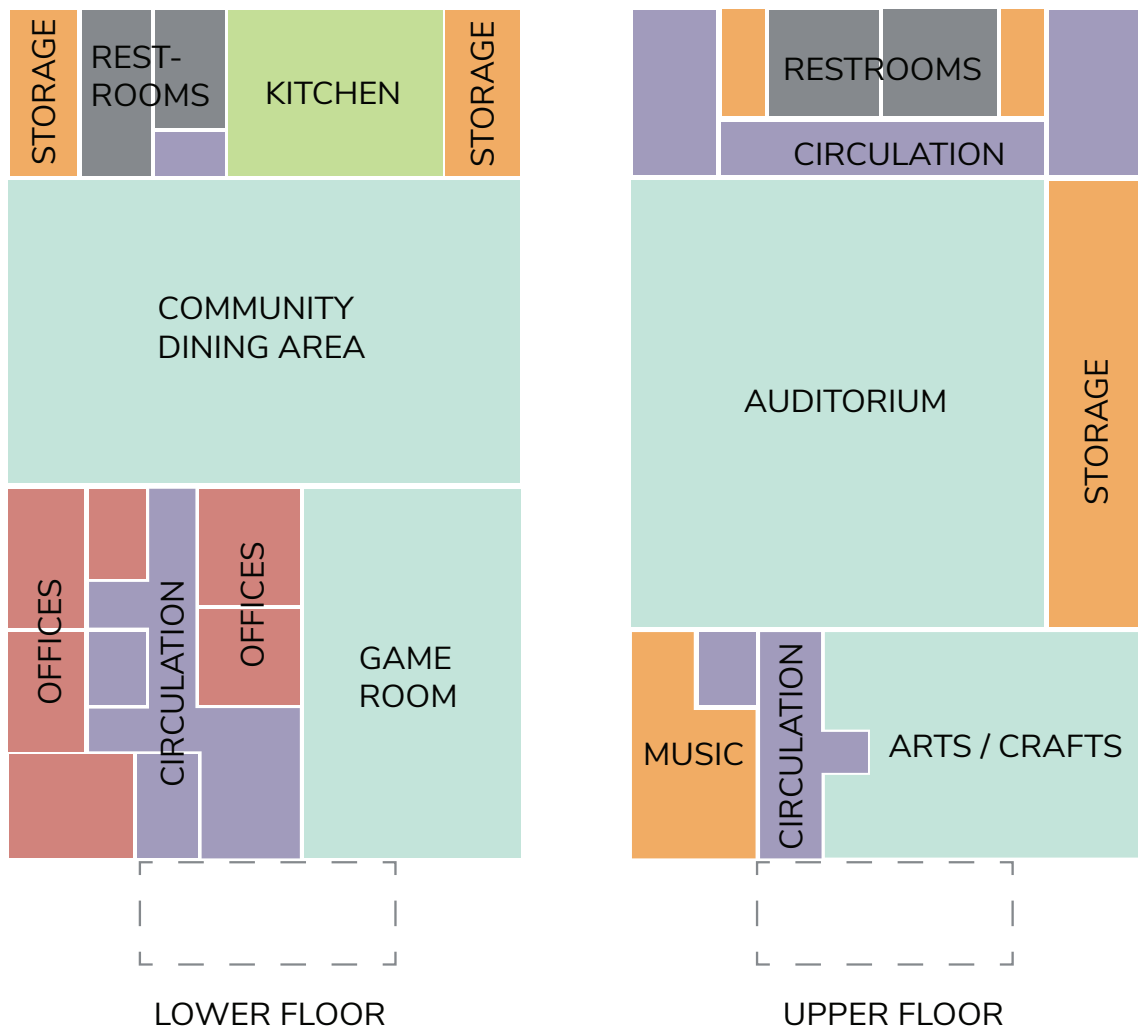 STORAGE
REST-
ROOMS
KITCHEN
STORAGE
COMMUNITY
DINING AREA
OFFICES
CIRCULATION
OFFICES
GAME
ROOM
LOWER FLOOR
RESTROOMS
CIRCULATION
AUDITORIUM
STORAGE
MUSIC
CIRCULATION
ARTS / CRAFTS
UPPER FLOOR